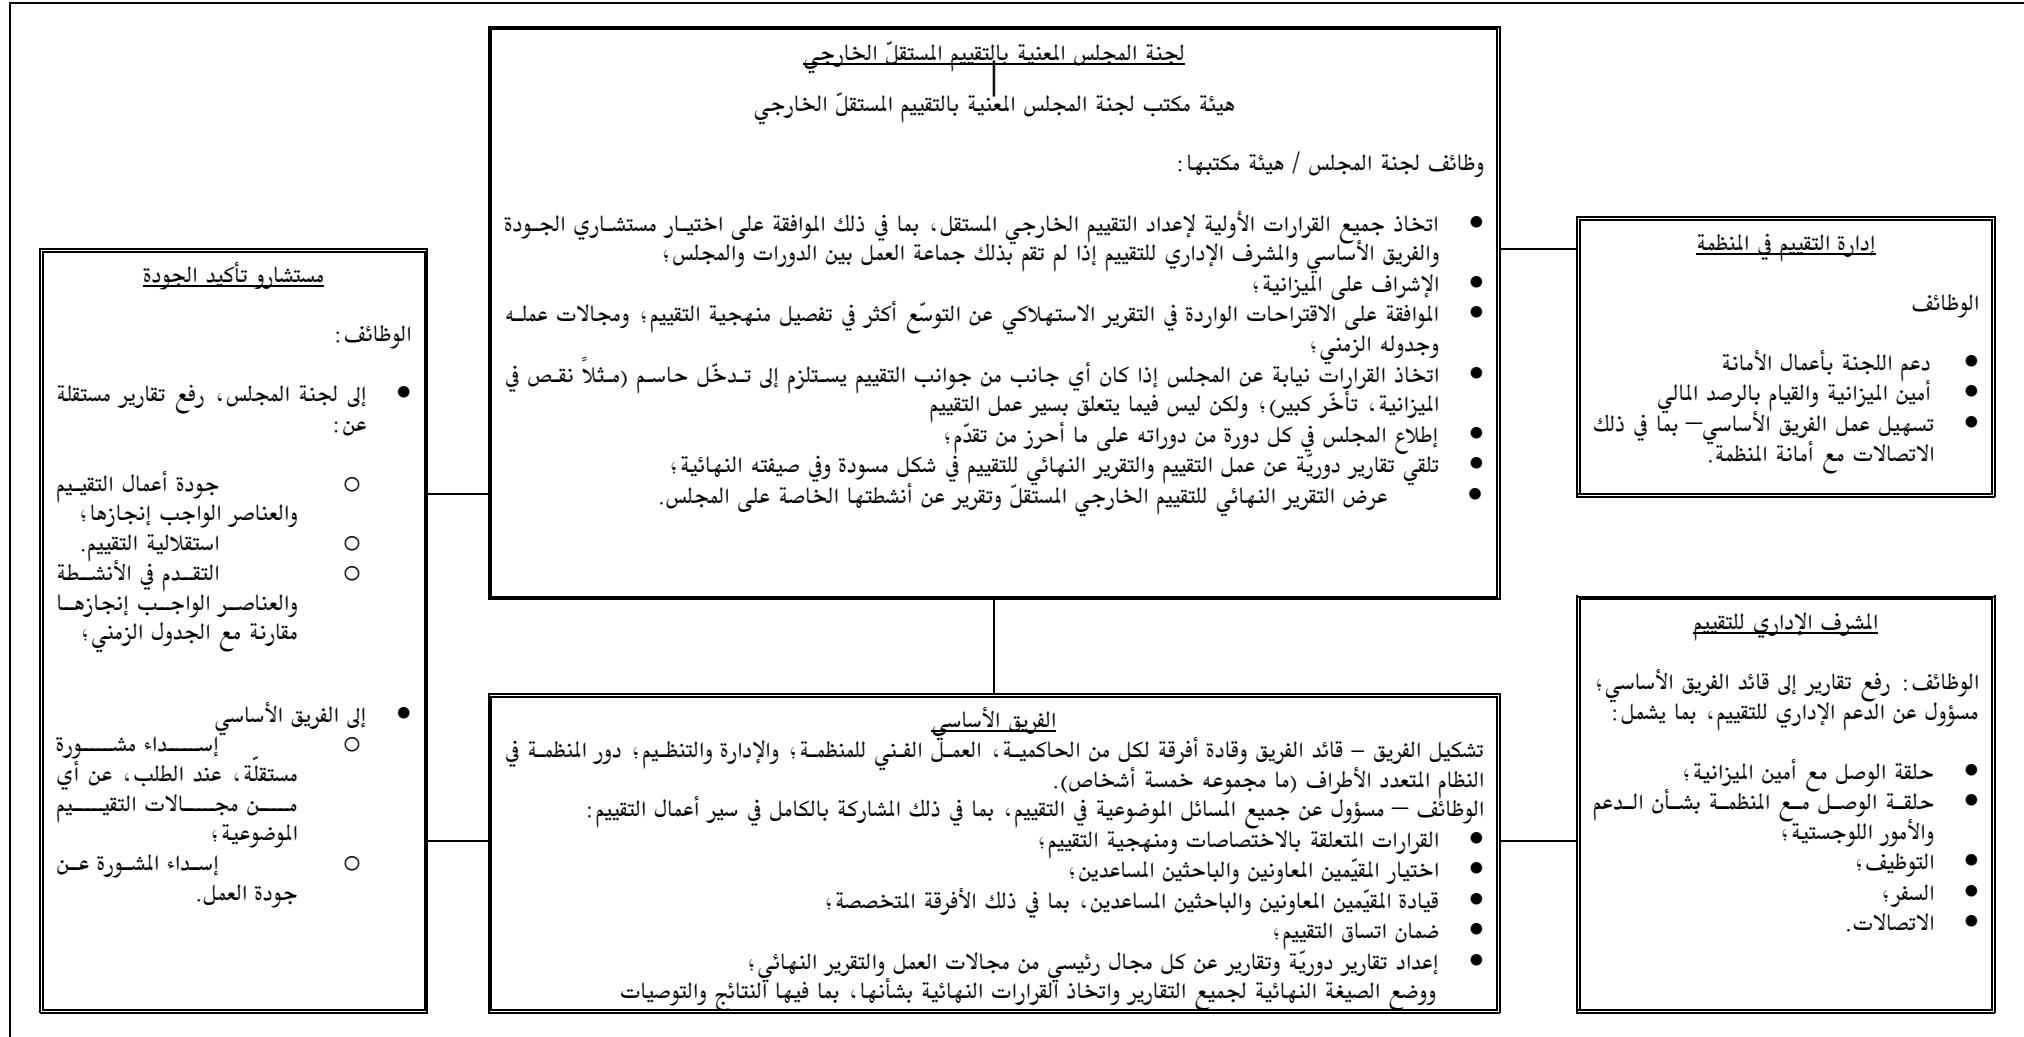 لجنة المجلس المعنية بالتقييم المستقلّ الخارجي
هيئة مكتب لجنة المجلس المعنية بالتقييم المستقلّ الخارجي
وظائف لجنة المجلس / هيئة مكتبها:
● اتخاذ جميع القرارات الأولية لإعداد التقييم الخارجي المستقل، بما في ذلك الموافقة على اختيار مستشاري الجودة
والفريق الأساسي والمشرف الإداري للتقييم إذا لم تقم بذلك جماعة العمل بين الدورات والمجلس؛
● الإشراف على الميزانية؛
● الموافقة على الاقتراحات الواردة في التقرير الاستهلاكي عن التوسّع أكثر في تفصيل منهجية التقييم؛ ومجالات عمله
وجدوله الزمني؛
● اتخاذ القرارات نيابة عن المجلس إذا كان أي جانب من جوانب التقييم يستلزم إلى تدخّل حاسم (مثلاً نقص في
الميزانية، تأخّر كبير)؛ ولكن ليس فيما يتعلق بسير عمل التقييم
● إطلاع المجلس في كل دورة من دوراته على ما أحرز من تقدّم؛
● تلقي تقارير دوريّة عن عمل التقييم والتقرير النهائي للتقييم في شكل مسودة وفي صيفته النهائية؛
● عرض التقرير النهائي للتقييم الخارجي المستقلّ وتقرير عن أنشطتها الخاصة على المجلس.
إدارة التقييم في المنظمة
الوظائف
● دعم اللجنة بأعمال الأمانة
● أمين الميزانية والقيام بالرصد المالي
● تسهيل عمل الفريق الأساسي– بما في ذلك
الاتصالات مع أمانة المنظمة.
مستشارو تأكيد الجودة
الوظائف:
● إلى لجنة المجلس، رفع تقارير مستقلة
عن:
○ جودة أعمال التقييم
والعناصر الواجب إنجازها؛
○ استقلالية التقييم.
○ التقدم في الأنشطة
والعناصر الواجب إنجازها
مقارنة مع الجدول الزمني؛
● إلى الفريق الأساسي
○ إسداء مشورة
مستقلّة، عند الطلب، عن أي
من مجالات التقييم
الموضوعية؛
○ إسداء المشورة عن
جودة العمل.
الفريق الأساسي
تشكيل الفريق – قائد الفريق وقادة أفرقة لكل من الحاكمية، العمل الفني للمنظمة؛ والإدارة والتنظيم؛ دور المنظمة في
النظام المتعدد الأطراف (ما مجموعه خمسة أشخاص).
الوظائف – مسؤول عن جميع المسائل الموضوعية في التقييم، بما في ذلك المشاركة بالكامل في سير أعمال التقييم:
● القرارات المتعلقة بالاختصاصات ومنهجية التقييم؛
● اختيار المقيّمين المعاونين والباحثين المساعدين؛
● قيادة المقيّمين المعاونين والباحثين المساعدين، بما في ذلك الأفرقة المتخصصة؛
● ضمان اتساق التقييم؛
● إعداد تقارير دوريّة وتقارير عن كل مجال رئيسي من مجالات العمل والتقرير النهائي؛
ووضع الصيغة النهائية لجميع التقارير واتخاذ القرارات النهائية بشأنها، بما فيها النتائج والتوصيات
المشرف الإداري للتقييم
الوظائف: رفع تقارير إلى قائد الفريق الأساسي؛
مسؤول عن الدعم الإداري للتقييم، بما يشمل:
● حلقة الوصل مع أمين الميزانية؛
● حلقة الوصل مع المنظمة بشأن الدعم
والأمور اللوجستية؛
● التوظيف؛
● السفر؛
● الاتصالات.